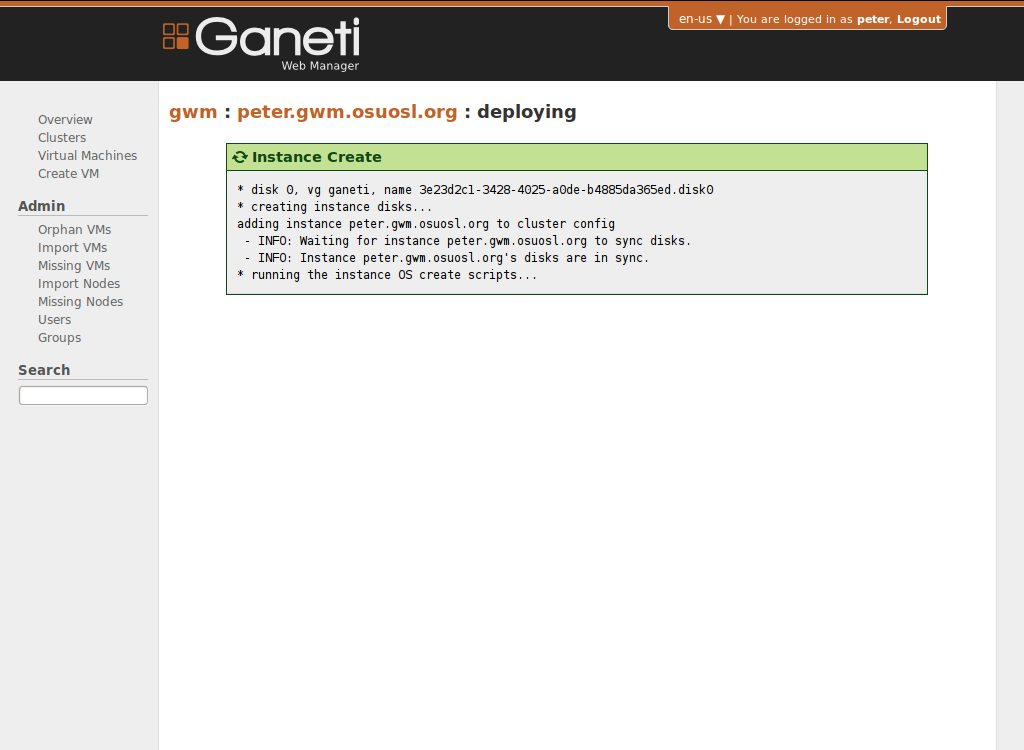 en-us ▼ | You are logged in as peter, Logout
Ganeti
Web Manager
Overview
Clusters
Virtual Machines
Create VM
Admin
Orphan VMs
Import VMs
Missing VMs
Import Nodes
Missing Nodes
Users
Groups
Search
gwm : peter.gwm.osuosl.org : deploying
Instance Create
* disk 0, vg ganeti, name 3e23d2c1-3428-4025-a0de-b4885da365ed.disk0
* creating instance disks...
adding instance peter.gwm.osuosl.org to cluster config
- INFO: Waiting for instance peter.gwm.osuosl.org to sync disks.
- INFO: Instance peter.gwm.osuosl.org's disks are in sync.
* running the instance OS create scripts...